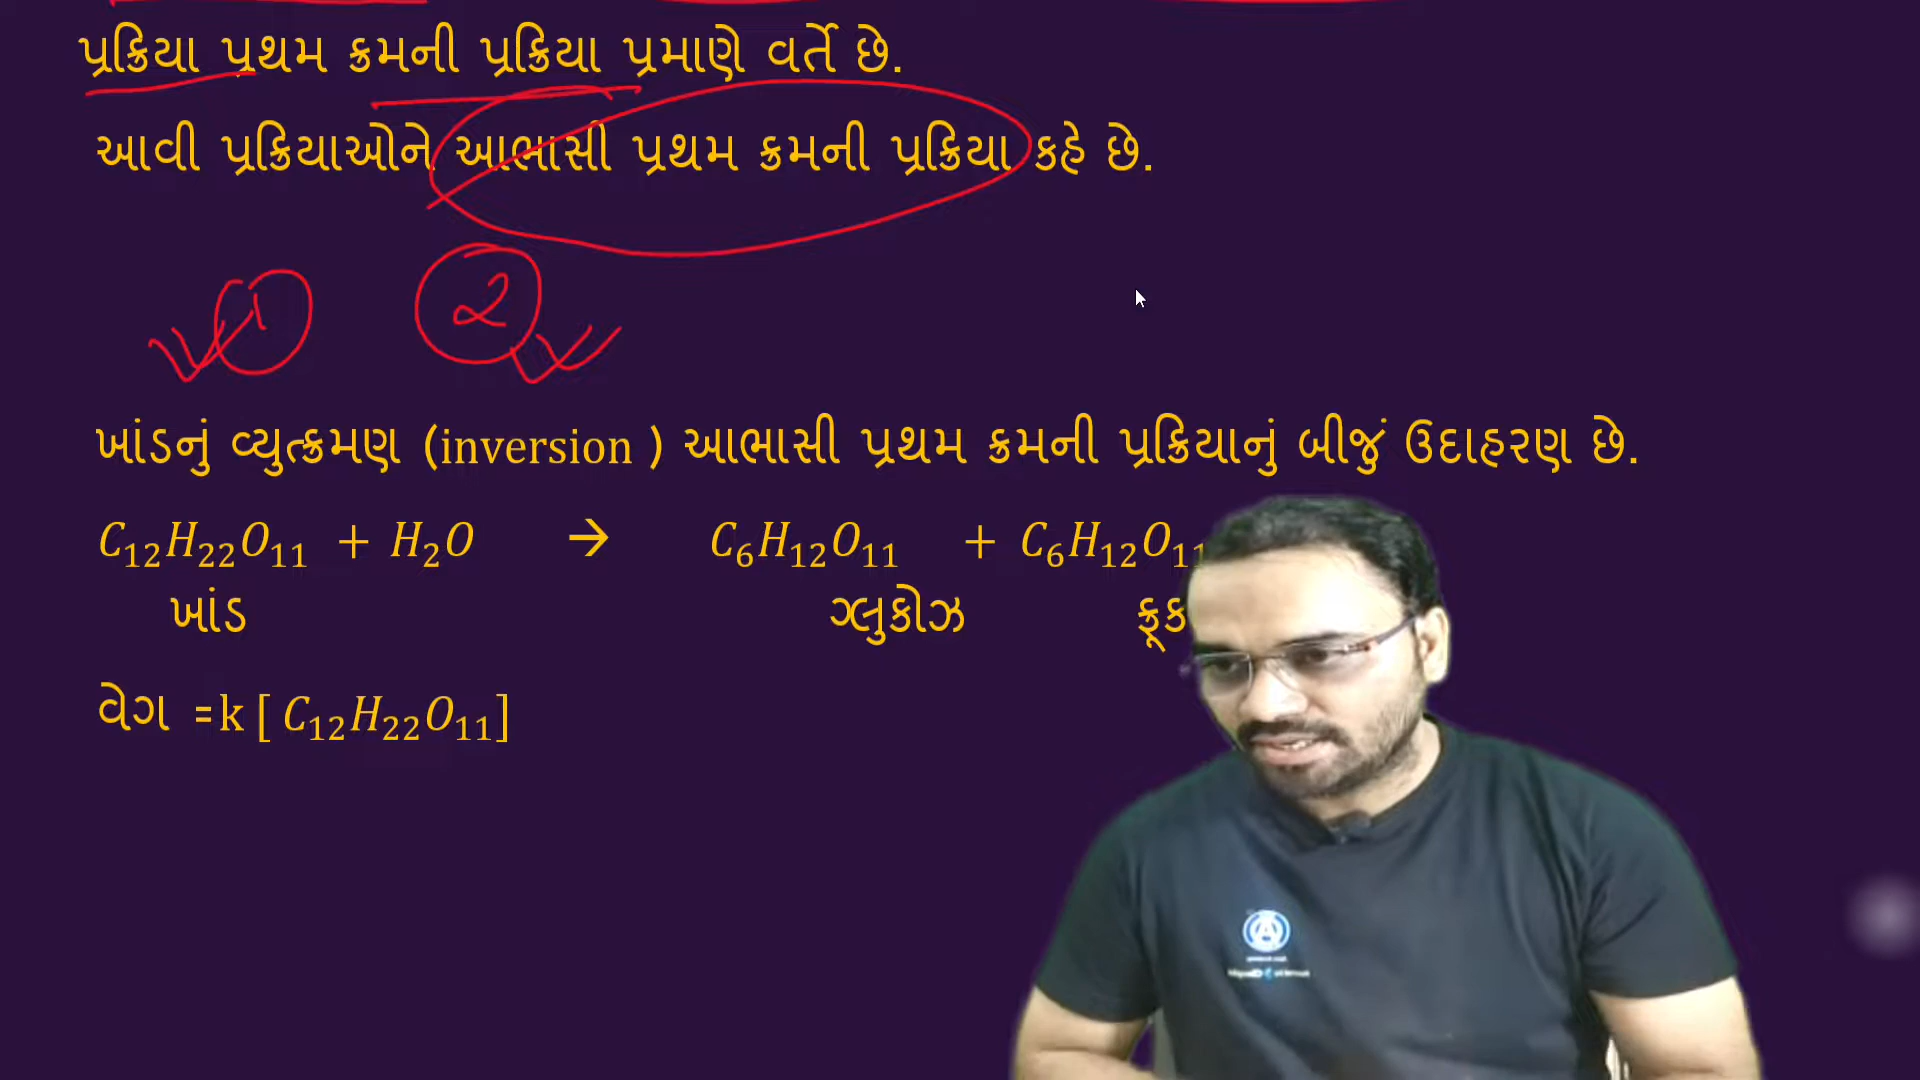 પ્રક્રિયા પ્રથમ ક્રમની પ્રક્રિયા પ્રમાણે વર્તે છે.
આવી પ્રક્રિયાઓને આભાસી પ્રથમ ક્રમની પ્રક્રિયા કહે છે.
1 2
ખાંડનું વ્યુત્ક્રમણ (inversion ) આભાસી પ્રથમ ક્રમની પ્રક્રિયાનું બીજું ઉદાહરણ છે.
C₁₂H₂₂O₁₁ + H₂O → C₆H₁₂O₁₁ + C₆H₁₂O₁₁
ખાંડ ગ્લુકોઝ
વેગ =k [ C₁₂H₂₂O₁₁]